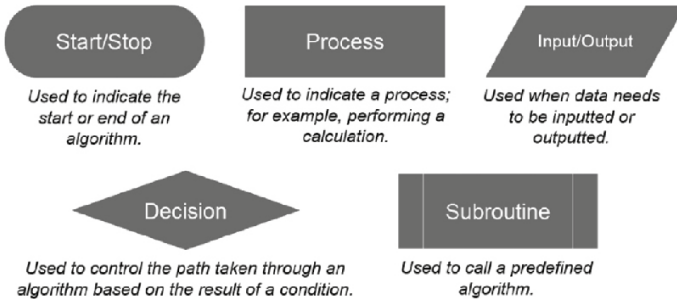 Start/Stop
Process
Input/Output
Used to indicate the
start or end of an
algorithm.
Used to indicate a process;
for example, performing a
calculation.
Used when data needs
to be inputted or
outputted.
Decision
Subroutine
Used to control the path taken through an
algorithm based on the result of a condition.
Used to call a predefined
algorithm.